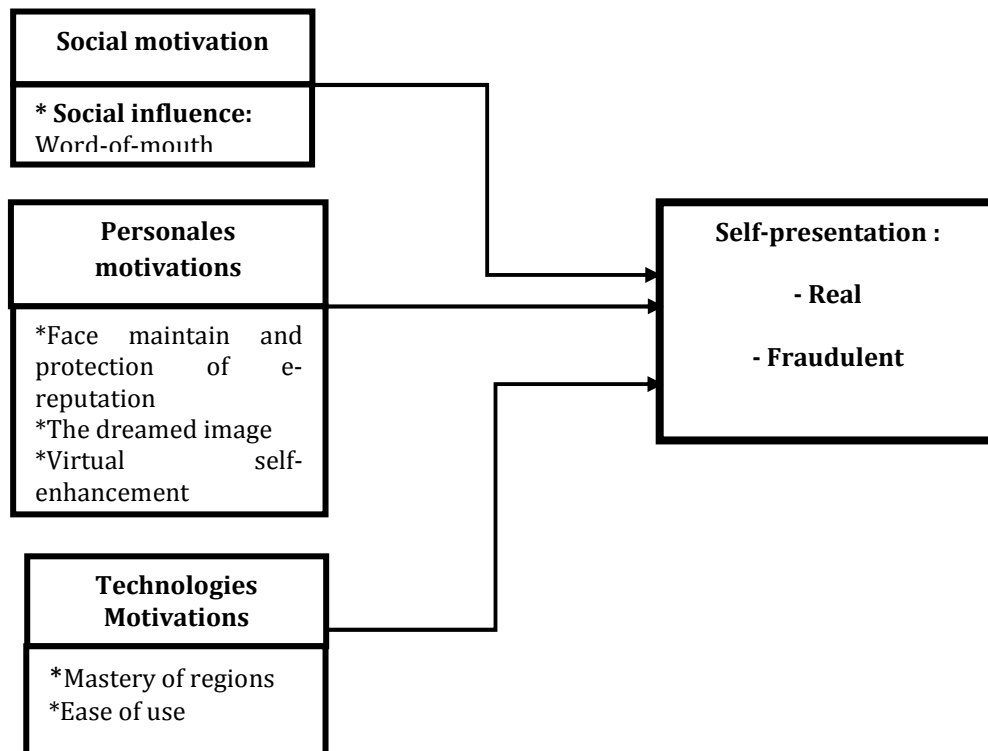 Social motivation
* Social influence:
Word-of-mouth
Personales
motivations
*Face maintain and
protection of e-
reputation
*The dreamed image
*Virtual self-
enhancement
Technologies
Motivations
*Mastery of regions
*Ease of use
Self-presentation :
- Real
- Fraudulent